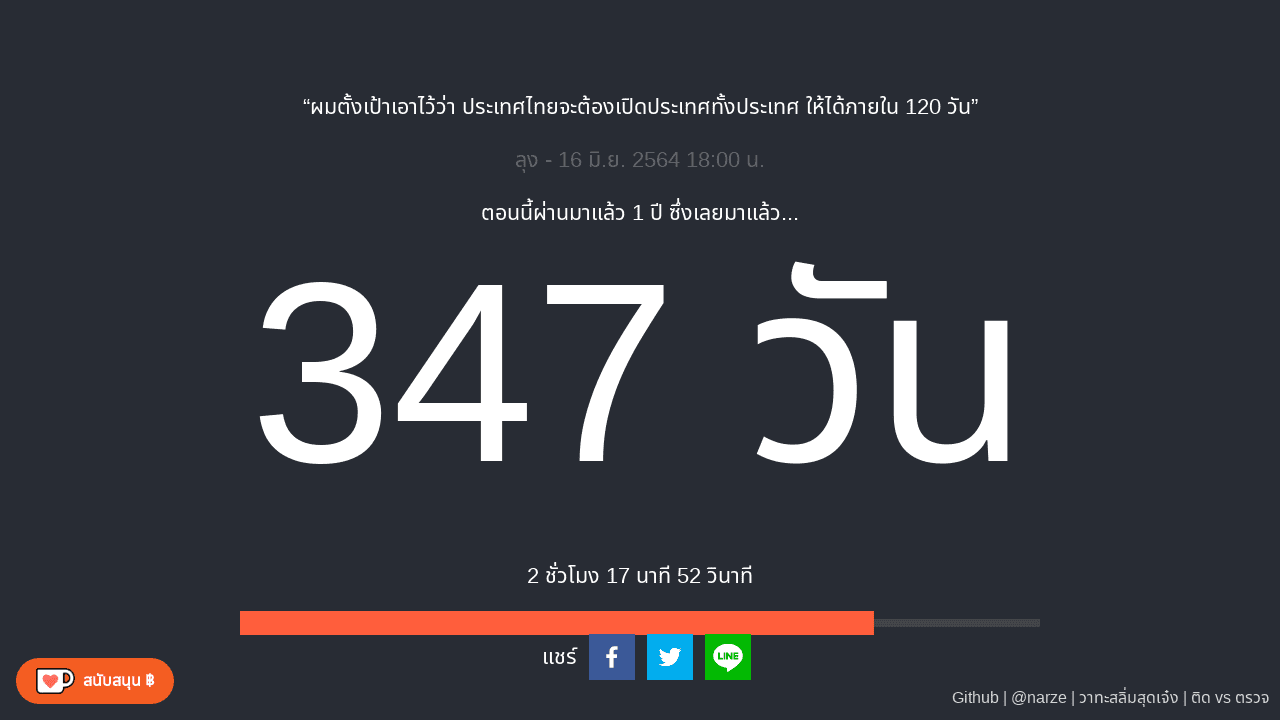 “ผมตั้งเป้าเอาไว้ว่า ประเทศไทยจะต้องเปิดประเทศทั้งประเทศ ให้ได้ภายใน 120 วัน”
ลุง - 16 มิ.ย. 2564 18:00 น.
ตอนนี้ผ่านมาแล้ว 1 ปี ซึ่งเลยมาแล้ว...
347 วัน
2 ชั่วโมง 17 นาที 52 วินาที
แชร์
LINE
สนับสนุน ฿
Github | @narze | วาทะสลิ่มสุดเจ๋ง | ติด vs ตรวจ